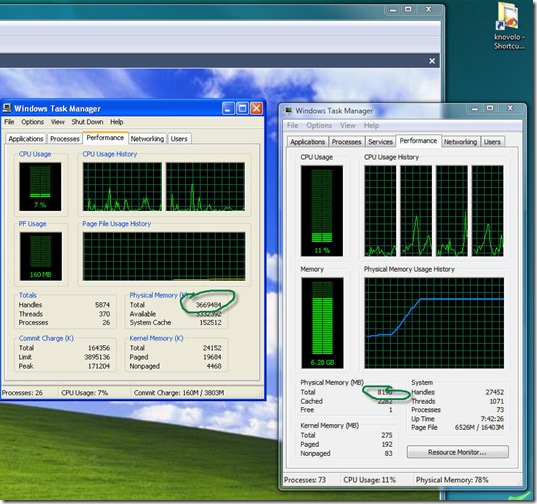 knovolo -
Shortcu...
Windows Task Manager
File Options View Shut Down Help
Applications Processes Performance Networking Users
CPU Usage CPU Usage History
7 %
PF Usage Page File Usage History
160 MB
Totals
Handles 5874
Threads 370
Processes 26
Physical Memory (K)
Total 3669484
Available
System Cache 152512
Commit Charge (K)
Total 164356
Limit 3895136
Peak 171204
Kernel Memory (K)
Total 24152
Paged 19684
Nonpaged 4468
Processes: 26 CPU Usage: 7% Commit Charge: 160M / 3803M
Windows Task Manager
File Options View Help
Applications Processes Services Performance Networking Users
CPU Usage CPU Usage History
11 %
Memory Physical Memory Usage History
6.28 GB
Physical Memory (MB)
Total 8190
Cached 2282
Free 1
Kernel Memory (MB)
Total 275
Paged 192
Nonpaged 83
System
Handles 27452
Threads 1071
Processes 73
Up Time 7:42:26
Page File 6526M / 16403M
Resource Monitor...
Processes: 73 CPU Usage: 11% Physical Memory: 78%